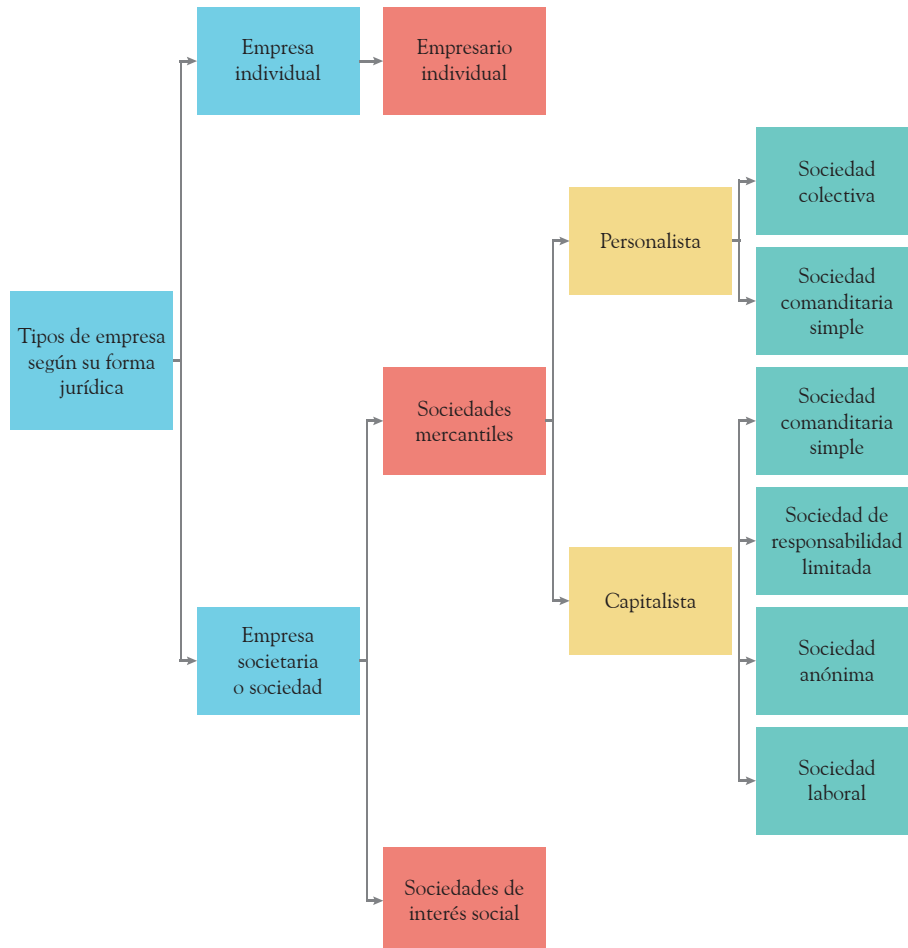 Empresa
individual
Empresario
individual
Sociedad
colectiva
Personalista
Sociedad
comanditaria
simple
Tipos de empresa
según su forma
jurídica
Sociedades
mercantiles
Sociedad
comanditaria
simple
Sociedad de
responsabilidad
limitada
Capitalista
Empresa
societaria
o sociedad
Sociedad
anónima
Sociedad
laboral
Sociedades de
interés social